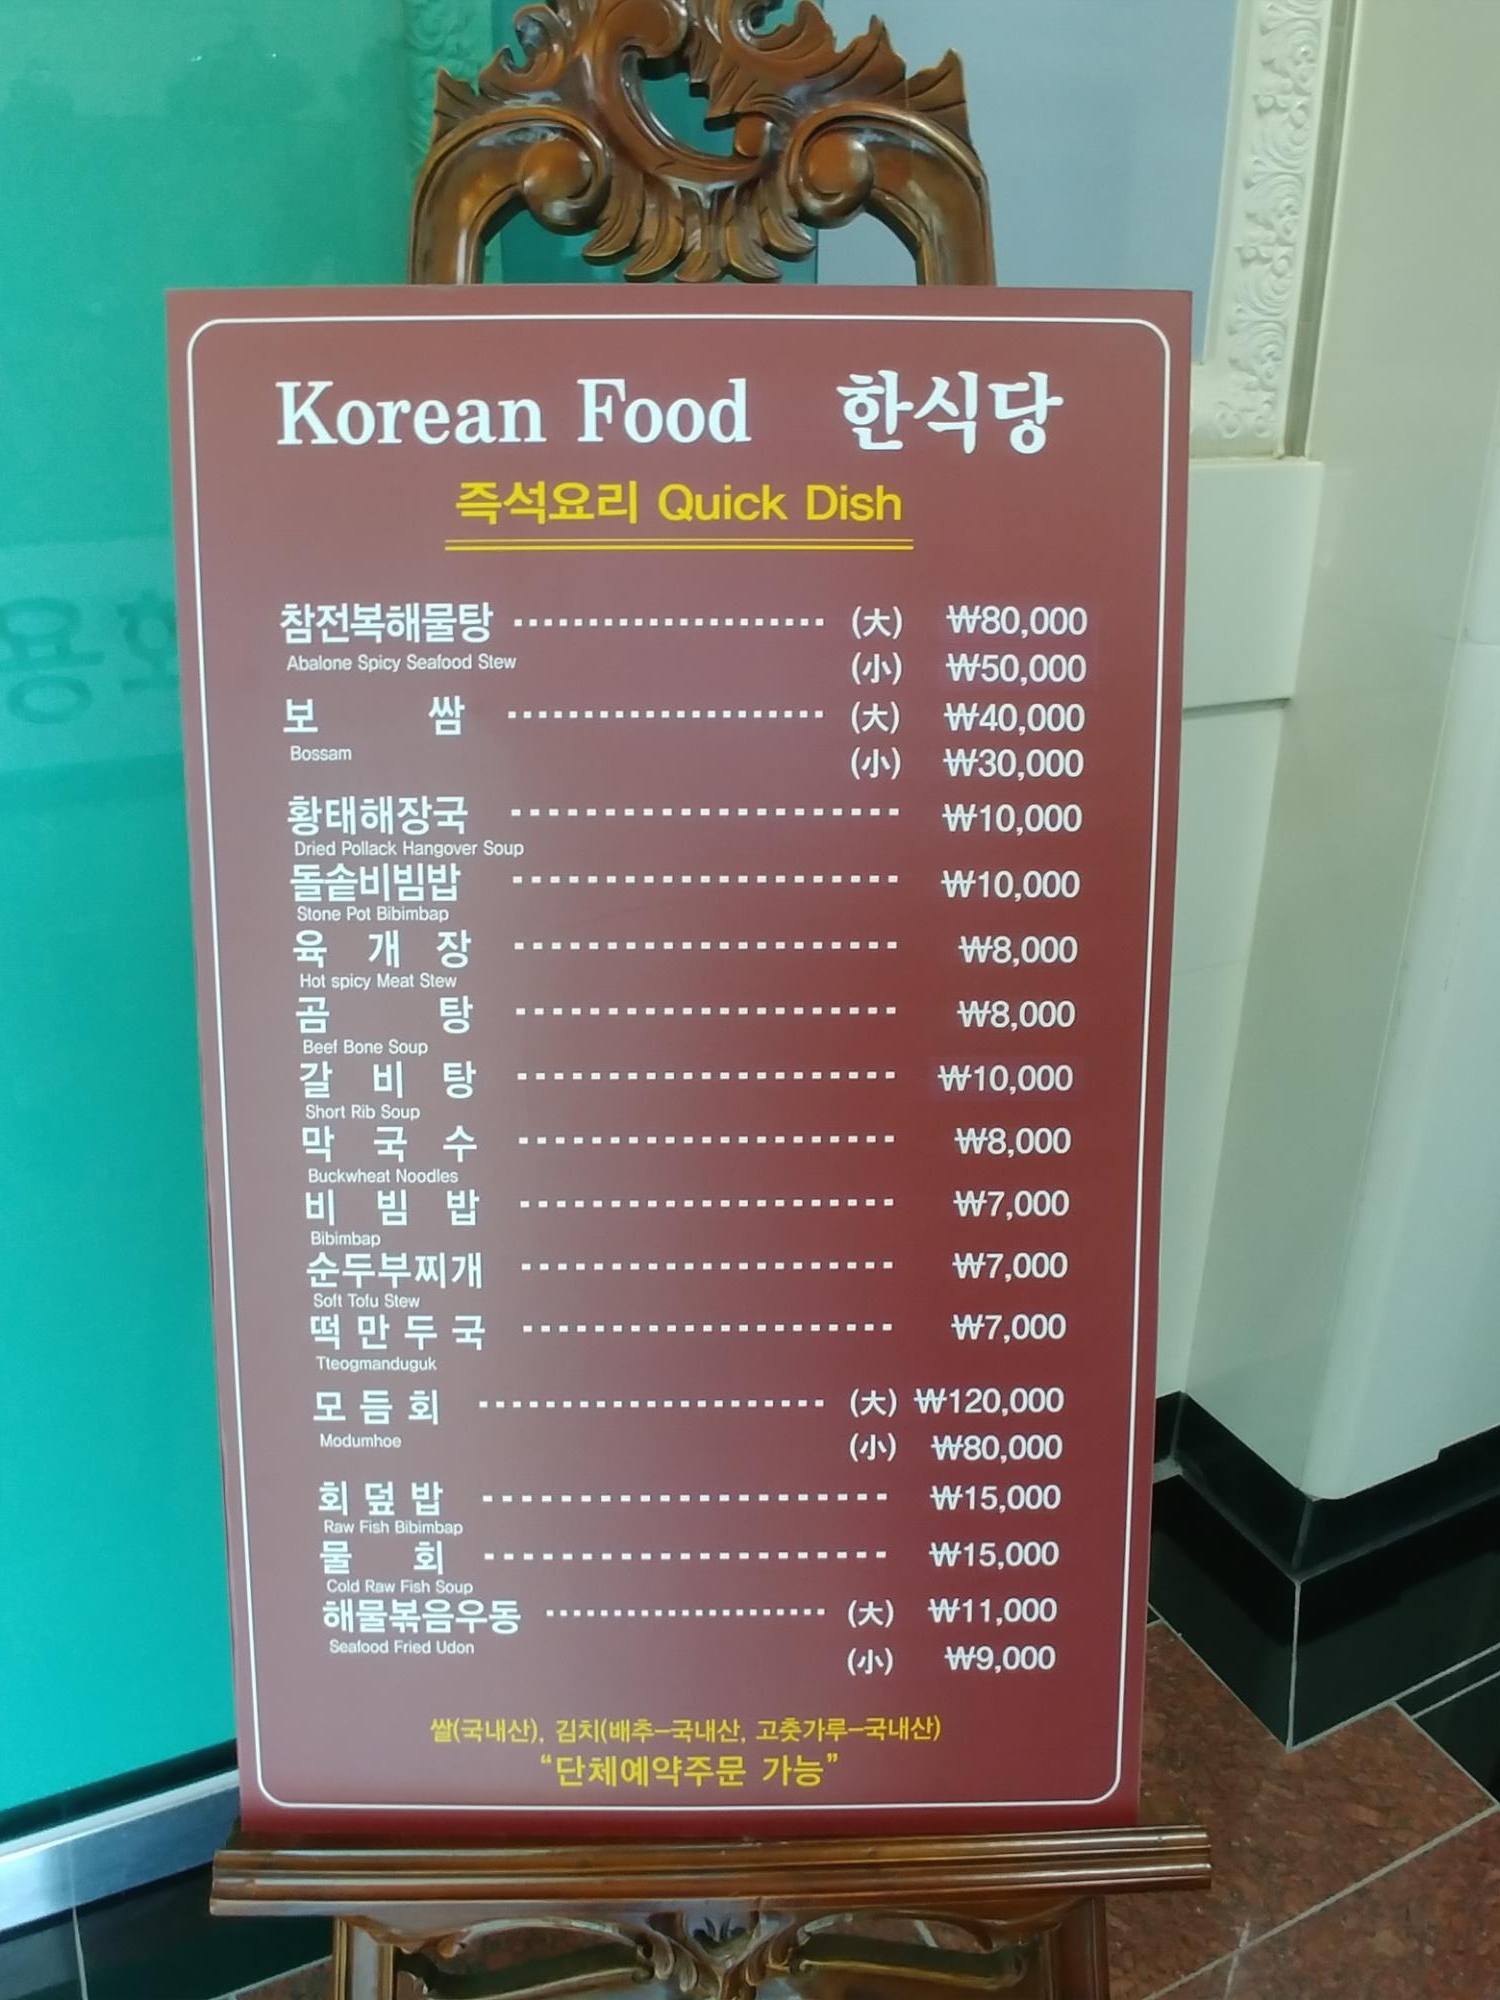 Korean Food 한식당
즉석요리 Quick Dish
참전복해물탕 (大) ₩80,000
Abalone Spicy Seafood Stew (小) ₩50,000
보 쌈 (大) ₩40,000
Bossam (小) ₩30,000
황태해장국 ₩10,000
Dried Pollack Hangover Soup
돌솥비빔밥 ₩10,000
Stone Pot Bibimbap
육 개 장 ₩8,000
Hot spicy Meat Stew
곰 탕 ₩8,000
Beef Bone Soup
갈 비 탕 ₩10,000
Short Rib Soup
막 국 수 ₩8,000
Buckwheat Noodles
비 빔 밥 ₩7,000
Bibimbap
순두부찌개 ₩7,000
Soft Tofu Stew
떡 만 두 국 ₩7,000
Tteogmanduguk
모 듬 회 (大) ₩120,000
Modumhoe (小) ₩80,000
회 덮 밥 ₩15,000
Raw Fish Bibimbap
물 회 ₩15,000
Cold Raw Fish Soup
해물볶음우동 (大) ₩11,000
Seafood Fried Udon (小) ₩9,000
쌀(국내산), 김치(배추-국내산, 고춧가루-국내산)
“단체예약주문 가능”